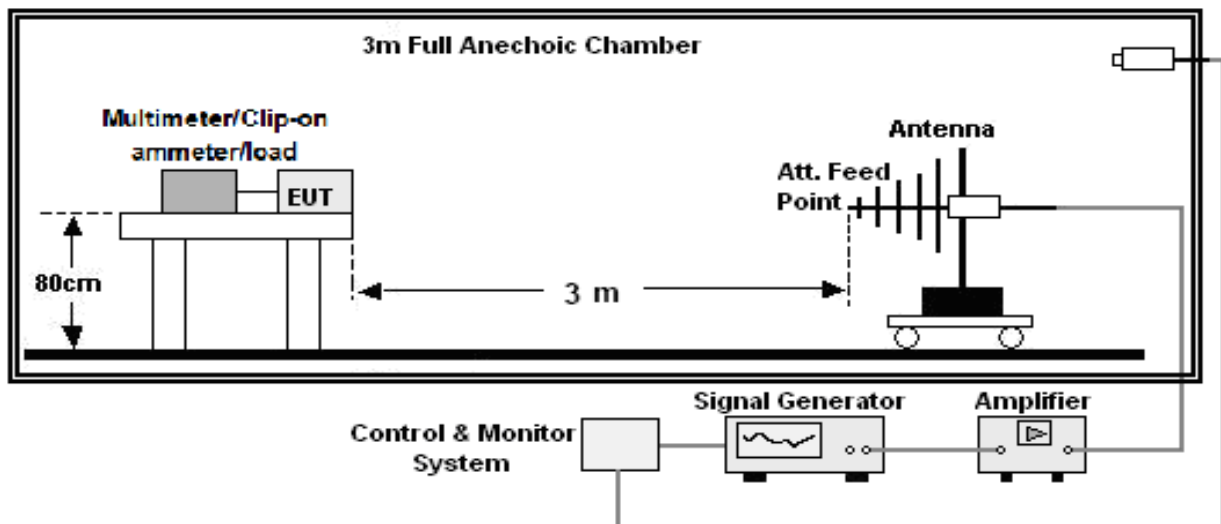 3m Full Anechoic Chamber
Multimeter/Clip-on
ammeter/load
EUT
80cm
3 m
Antenna
Att. Feed
Point
Signal Generator
Amplifier
Control & Monitor
System